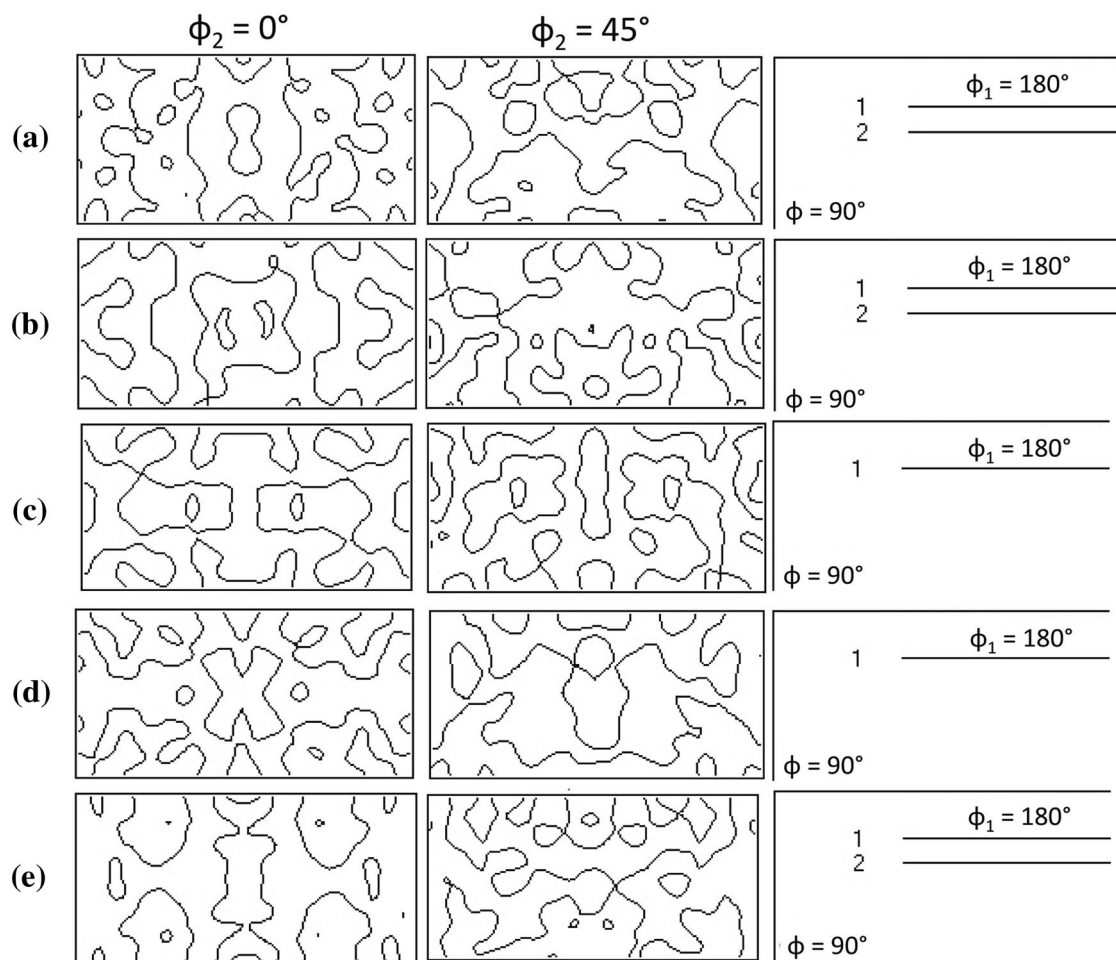 ϕ₂ = 0° ϕ₂ = 45°
(a)
ϕ₁ = 180°
1
2
ϕ = 90°
(b)
ϕ₁ = 180°
1
2
ϕ = 90°
(c)
ϕ₁ = 180°
1
ϕ = 90°
(d)
ϕ₁ = 180°
1
ϕ = 90°
(e)
ϕ₁ = 180°
1
2
ϕ = 90°